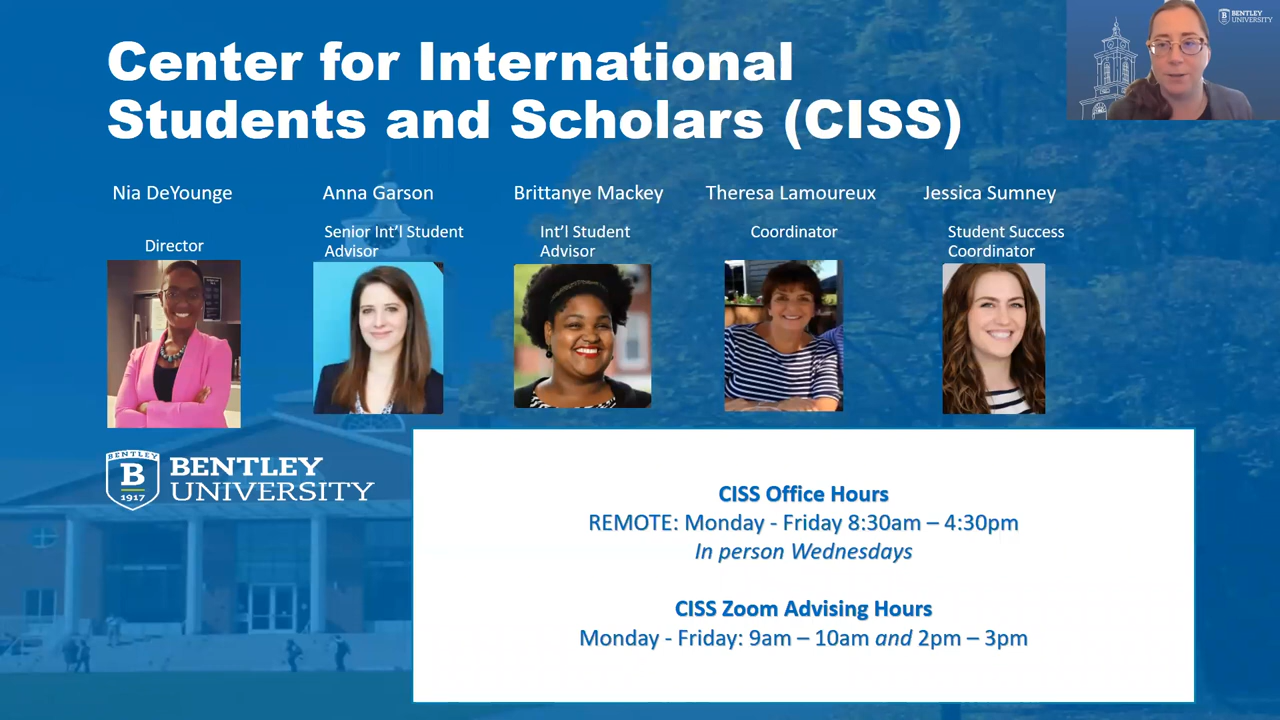 Center for International
Students and Scholars (CISS)
BENTLEY
UNIVERSITY
Nia DeYounge
Anna Garson
Brittanye Mackey
Theresa Lamoureux
Jessica Sumney
Director
Senior Int’l Student
Advisor
Int’l Student
Advisor
Coordinator
Student Success
Coordinator
BENTLEY
B
1917
BENTLEY
UNIVERSITY
CISS Office Hours
REMOTE: Monday - Friday 8:30am – 4:30pm
In person Wednesdays
CISS Zoom Advising Hours
Monday - Friday: 9am – 10am and 2pm – 3pm